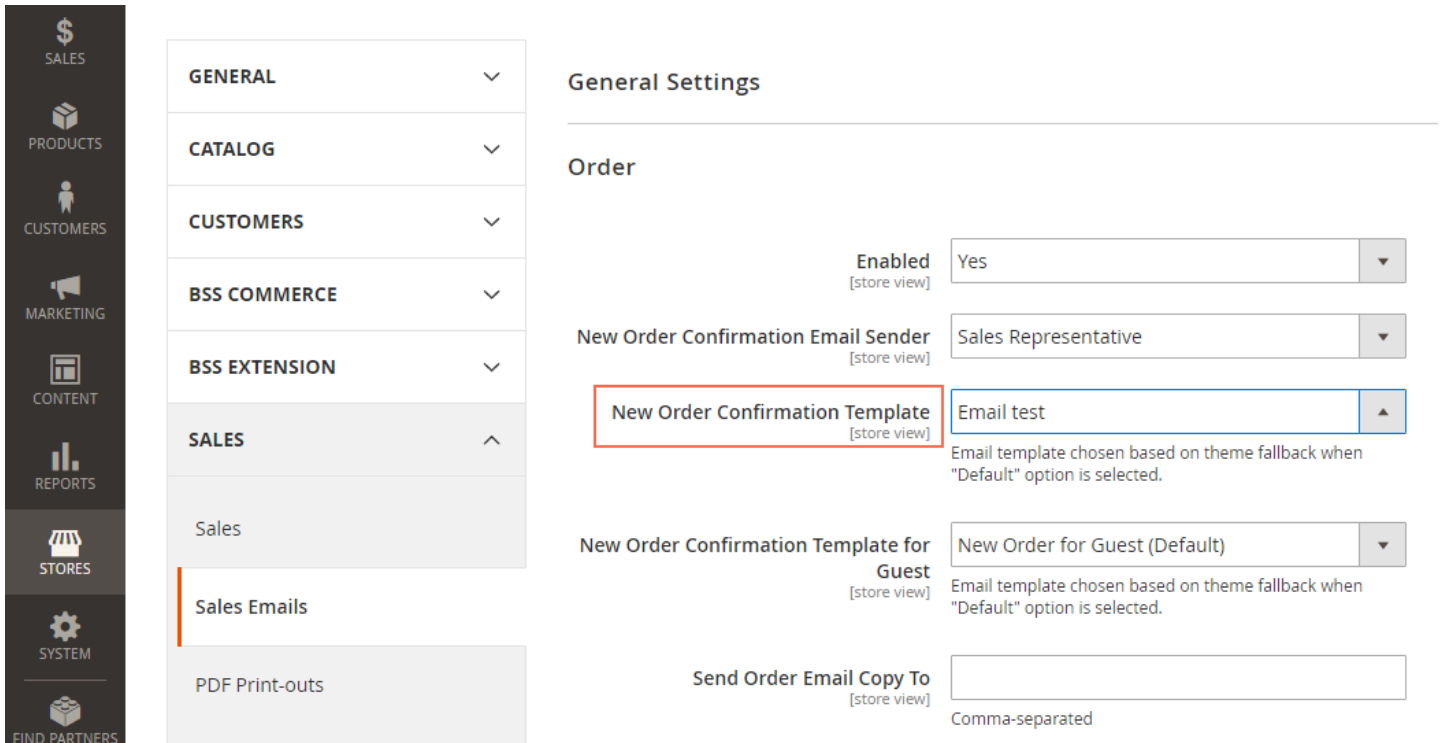 SALES
PRODUCTS
CUSTOMERS
MARKETING
CONTENT
REPORTS
STORES
SYSTEM
FIND PARTNERS
GENERAL
CATALOG
CUSTOMERS
BSS COMMERCE
BSS EXTENSION
SALES
Sales
Sales Emails
PDF Print-outs
General Settings
Order
Enabled
[store view]
Yes
New Order Confirmation Email Sender
[store view]
Sales Representative
New Order Confirmation Template
[store view]
Email test
Email template chosen based on theme fallback when
"Default" option is selected.
New Order Confirmation Template for
Guest
[store view]
New Order for Guest (Default)
Email template chosen based on theme fallback when
"Default" option is selected.
Send Order Email Copy To
[store view]
Comma-separated